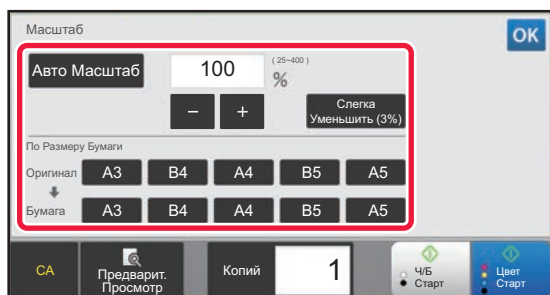 Масштаб
OK
Авто Масштаб
100
(25~400)
%
−
+
Слегка
Уменьшить (3%)
По Размеру Бумаги
Оригинал
A3
B4
A4
B5
A5
Бумага
A3
B4
A4
B5
A5
CA
Предварит.
Просмотр
Копий
1
Ч/Б
Старт
Цвет
Старт